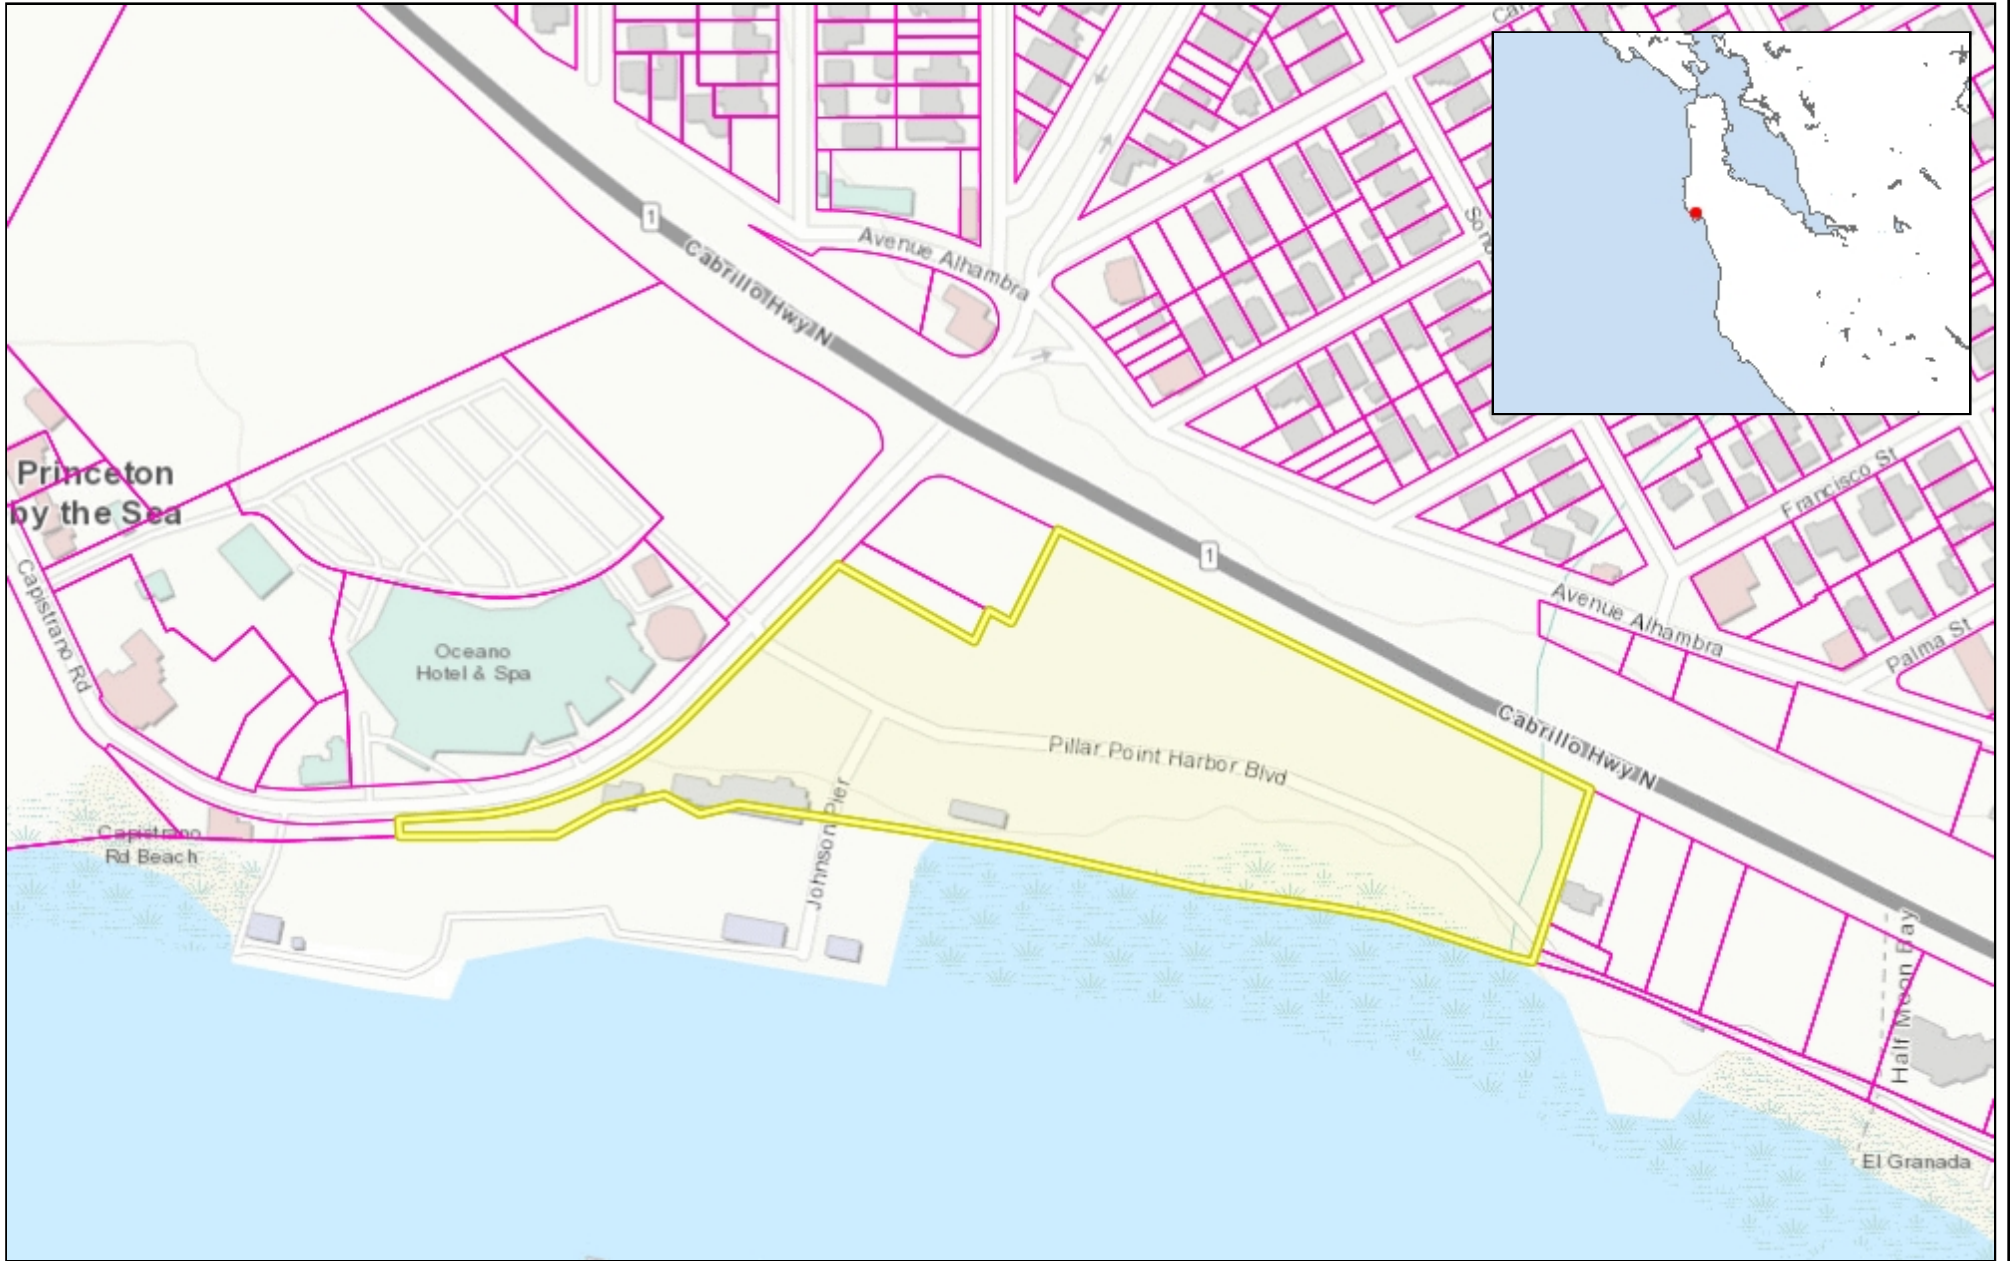 1
Cabrillo Hwy N
Avenue Alhambra
Princeton
by the Sea
Capistrano Rd
Oceano
Hotel & Spa
Francisco St
1
Avenue Alhambra
Palma St
Cabrillo Hwy N
Pillar Point Harbor Blvd
Johnson Pier
Capistrano
Rd Beach
Half Moon Bay
El Granada